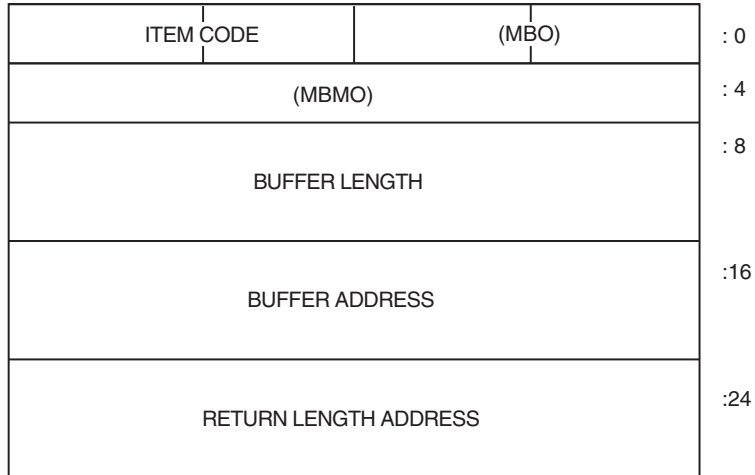 ITEM CODE (MBO) : 0
(MBMO) : 4
: 8
BUFFER LENGTH
:16
BUFFER ADDRESS
:24
RETURN LENGTH ADDRESS